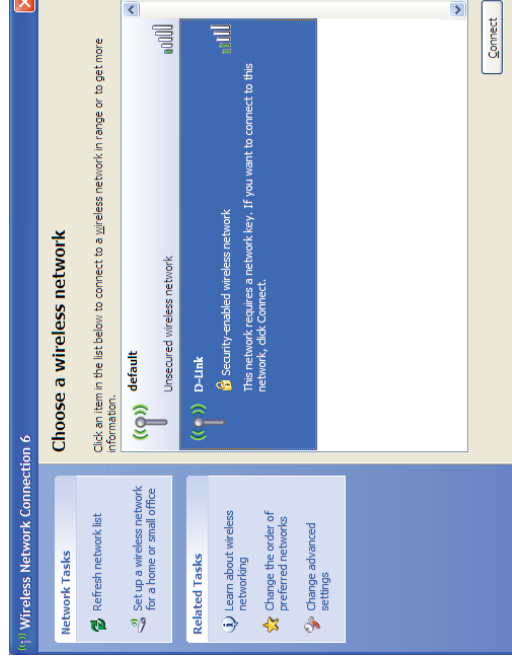 Wireless Network Connection 6
Network Tasks
Refresh network list
Set up a wireless network
for a home or small office
Related Tasks
Learn about wireless
networking
Change the order of
preferred networks
Change advanced
settings
Choose a wireless network
Click an item in the list below to connect to a wireless network in range or to get more
information.
default
Unsecured wireless network
D-Link
Security-enabled wireless network
This network requires a network key. If you want to connect to this
network, click Connect.
Connect